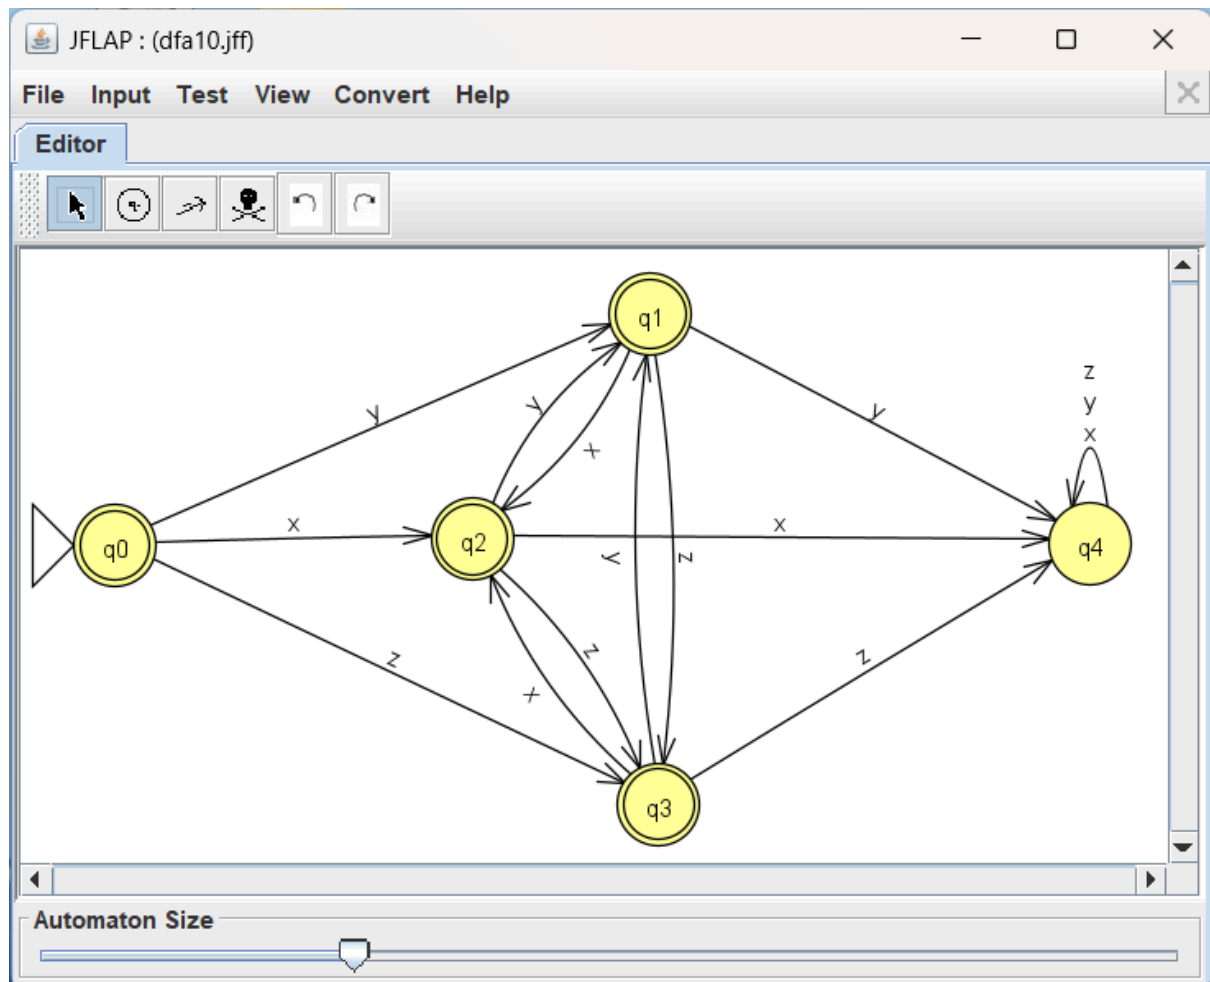 JFLAP : (dfa10.jff)
File Input Test View Convert Help
Editor
q1
z
y
x
y
y
y
x
q0
x
q2
x
q4
y
z
z
z
x
z
q3
Automaton Size